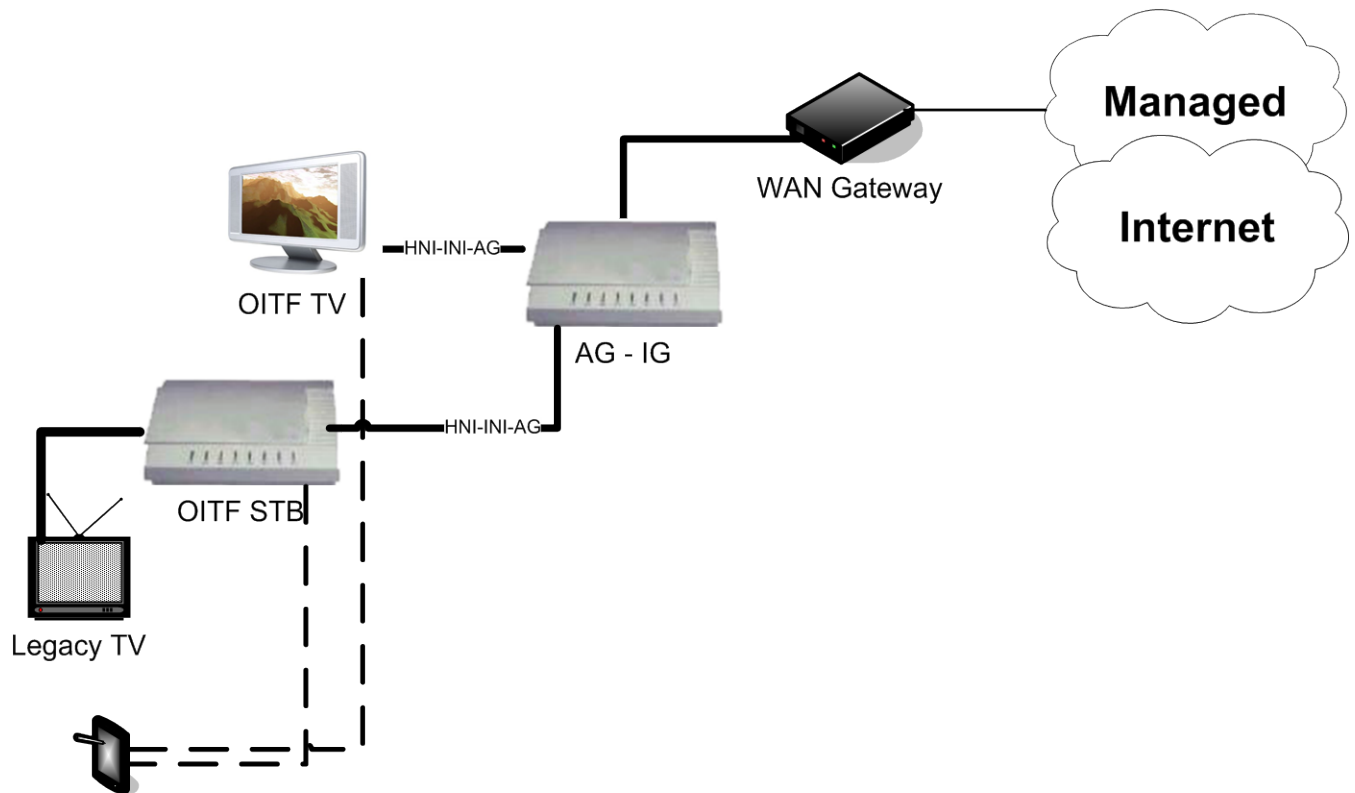 Managed
Internet
WAN Gateway
HNI-INI-AG
OITF TV
AG - IG
HNI-INI-AG
OITF STB
Legacy TV